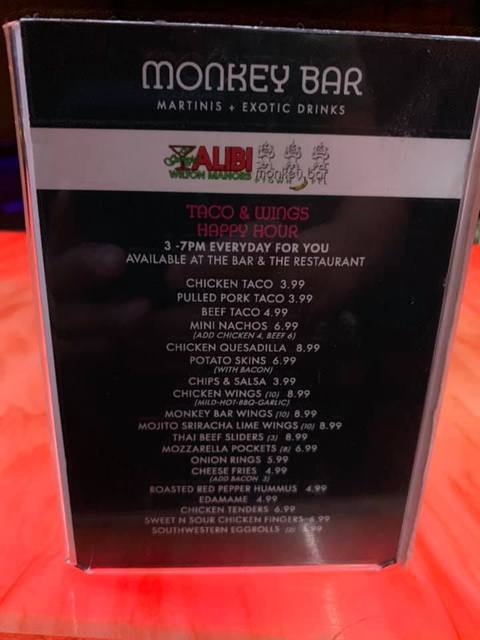 MONKEY BAR
MARTINIS + EXOTIC DRINKS
ALIBI
WILTON MANORS
monkey bar
TACO & WINGS
HAPPY HOUR
3 -7PM EVERYDAY FOR YOU
AVAILABLE AT THE BAR & THE RESTAURANT
CHICKEN TACO 3.99
PULLED PORK TACO 3.99
BEEF TACO 4.99
MINI NACHOS 6.99
(ADD CHICKEN 4, BEEF 6)
CHICKEN QUESADILLA 8.99
POTATO SKINS 6.99
(WITH BACON)
CHIPS & SALSA 3.99
CHICKEN WINGS (10) 8.99
(MILD-HOT-BBQ-GARLIC)
MONKEY BAR WINGS (10) 8.99
MOJITO SRIRACHA LIME WINGS (10) 8.99
THAI BEEF SLIDERS (3) 8.99
MOZZARELLA POCKETS (8) 6.99
ONION RINGS 5.99
CHEESE FRIES 4.99
(ADD BACON 3)
ROASTED RED PEPPER HUMMUS 4.99
EDAMAME 4.99
CHICKEN TENDERS 6.99
SWEET N SOUR CHICKEN FINGERS 6.99
SOUTHWESTERN EGGROLLS